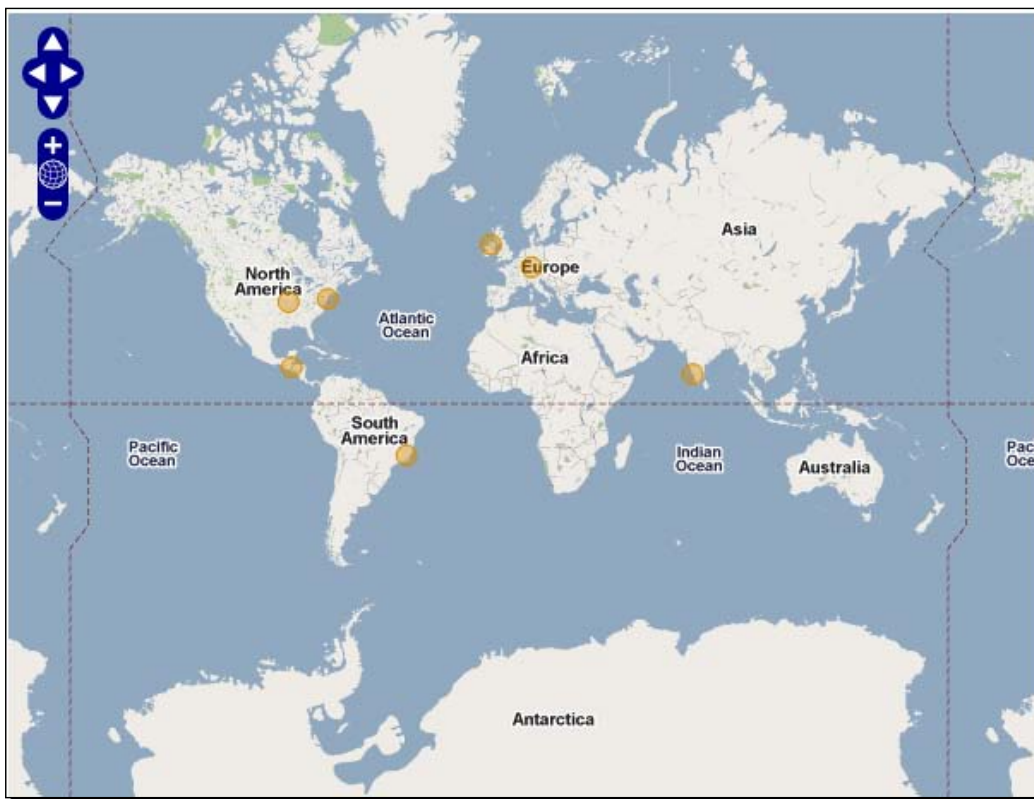 +
−
Asia
Europe
North
America
Atlantic
Ocean
Africa
South
America
Pacific
Ocean
Indian
Ocean
Australia
Pac
Oce
Antarctica